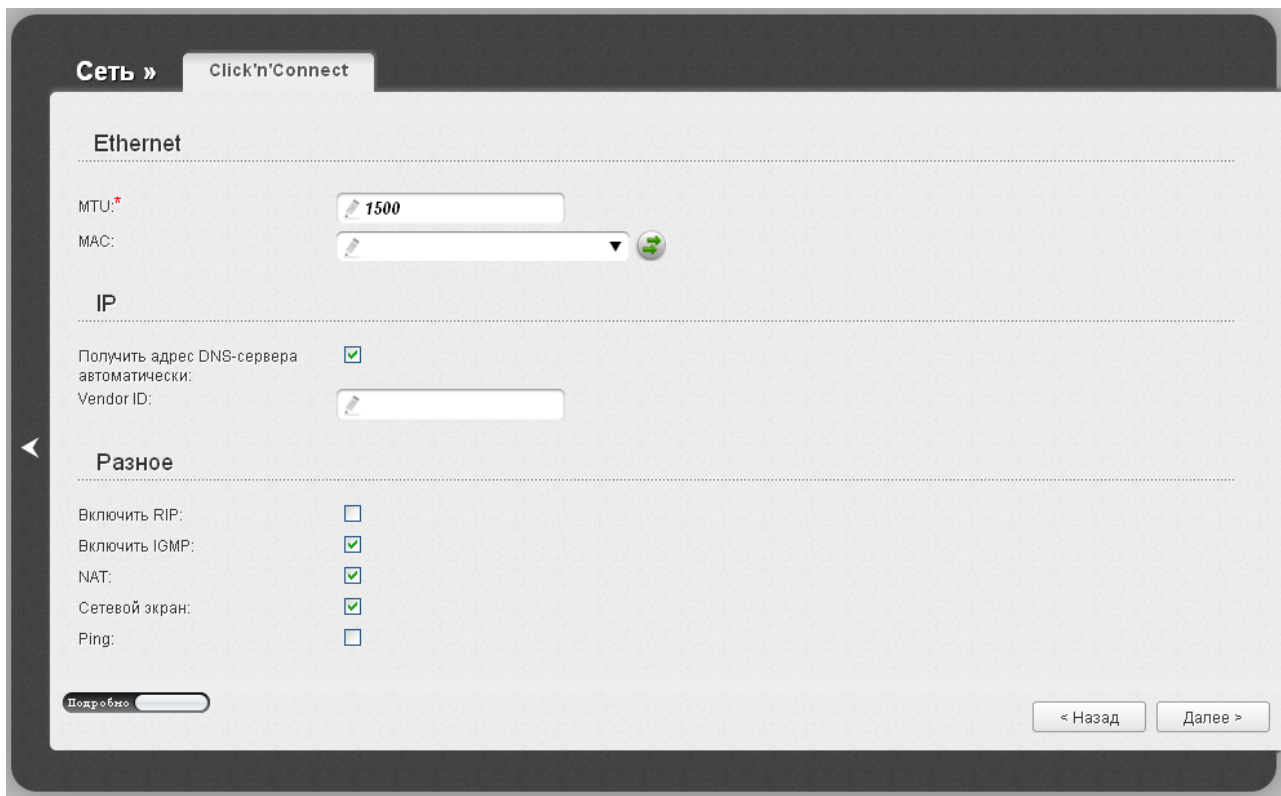 Сеть »
Click'n'Connect
Ethernet
MTU:*
1500
MAC:
IP
Получить адрес DNS-сервера
автоматически:
Vendor ID:
Разное
Включить RIP:
Включить IGMP:
NAT:
Сетевой экран:
Ping:
Подробно
< Назад
Далее >